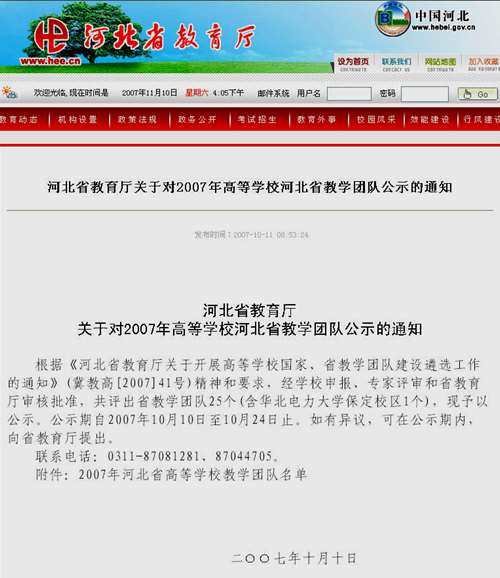 河北省教育厅
www.hee.cn
中国河北
www.hebei.gov.cn
设为首页 联系我们 网站地图 加入收藏
CONTRIBUTE CONTACT US CONTRIBUTE CONTRIBUTE
欢迎光临,现在时间是 2007年11月10日 星期六 4:05下午 邮件系统 用户名 密码 Go
教育动态 机构设置 政策法规 政务公开 考试招生 教育外事 校园风采 效能建设 行风建设
河北省教育厅关于对2007年高等学校河北省教学团队公示的通知
发布时间：2007-10-11 08:53:24
河北省教育厅
关于对2007年高等学校河北省教学团队公示的通知
根据《河北省教育厅关于开展高等学校国家、省教学团队建设遴选工作
的通知》(冀教高[2007]41号)精神和要求，经学校申报、专家评审和省教育
厅审核批准，共评出省教学团队25个(含华北电力大学保定校区1个)，现予以
公示。公示期自2007年10月10日至10月24日止。如有异议，可在公示期内，
向省教育厅提出。
联系电话：0311-87081281、87044705。
附件：2007年河北省高等学校教学团队名单
二〇〇七年十月十日